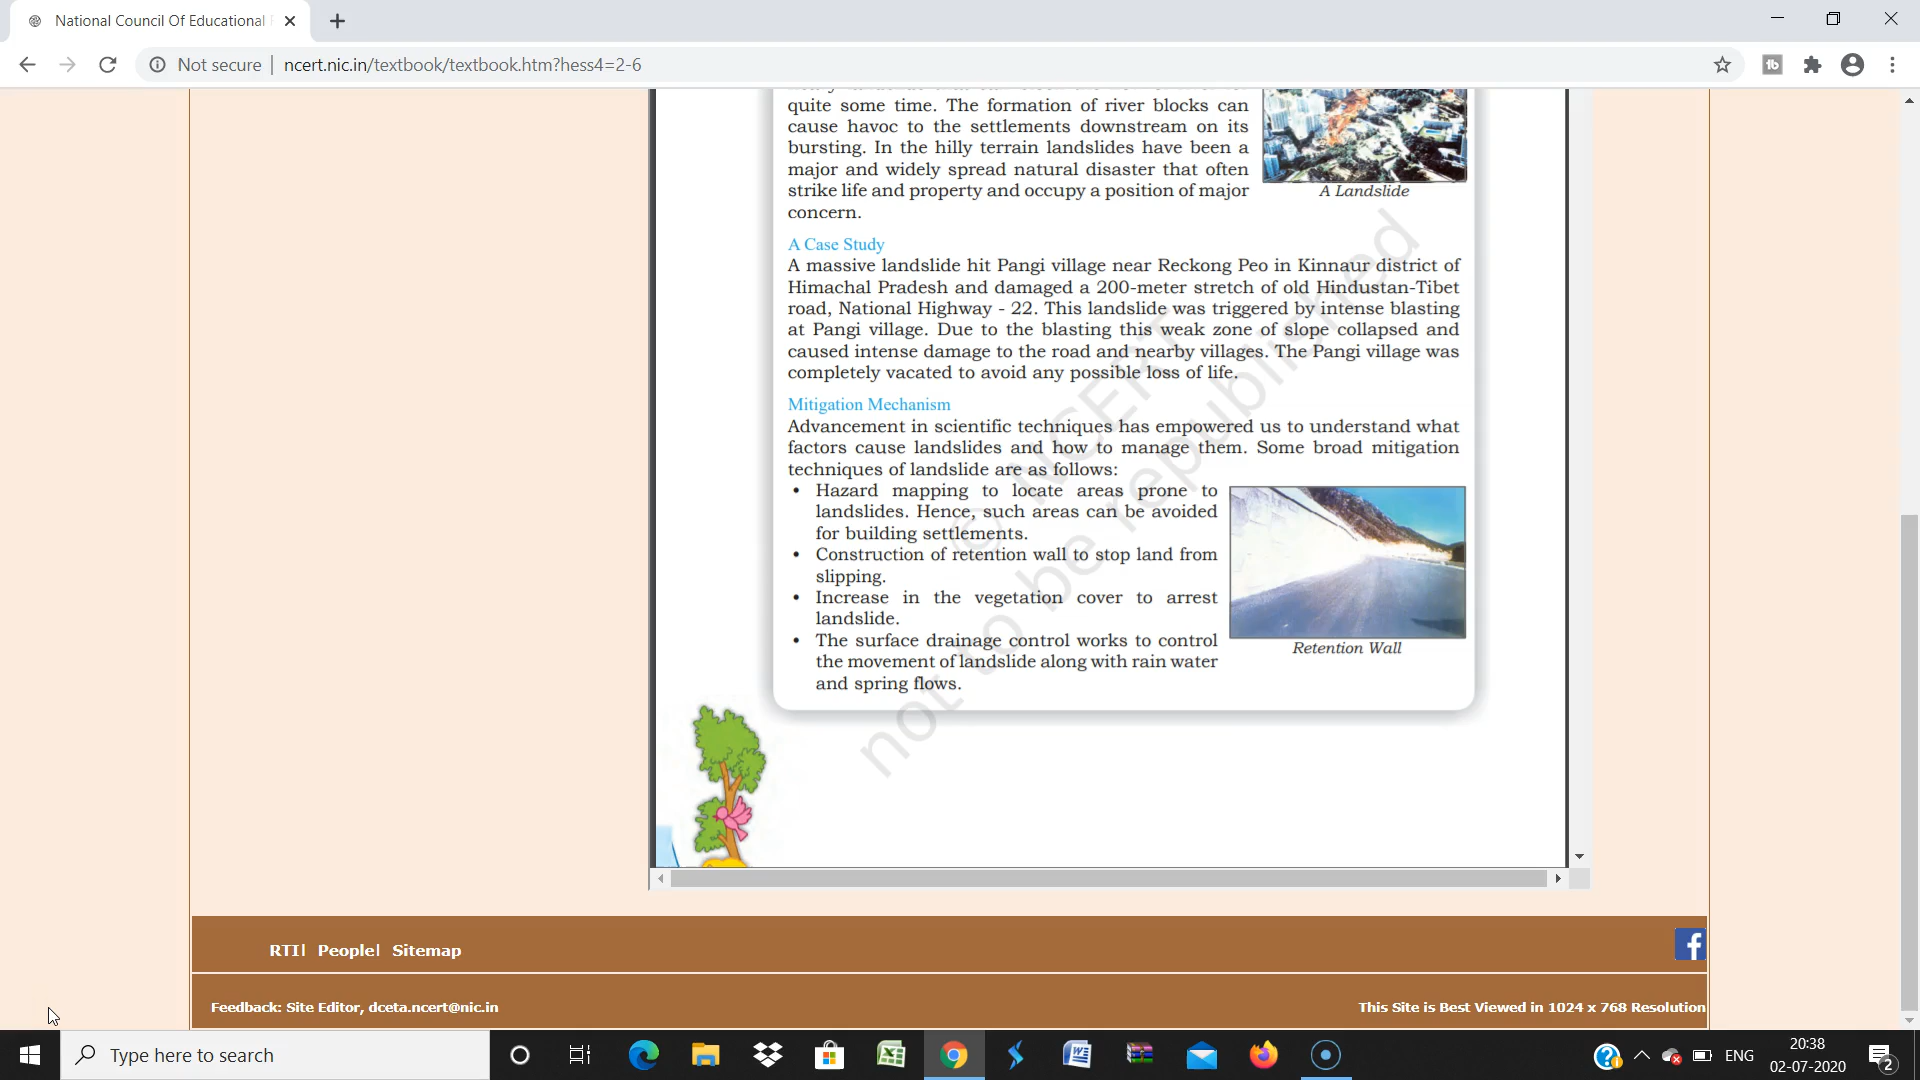 National Council Of Educational
Not secure
ncert.nic.in/textbook/textbook.htm?hess4=2-6
quite some time. The formation of river blocks can
cause havoc to the settlements downstream on its
bursting. In the hilly terrain landslides have been a
major and widely spread natural disaster that often
strike life and property and occupy a position of major
concern.
A Landslide
A Case Study
A massive landslide hit Pangi village near Reckong Peo in Kinnaur district of
Himachal Pradesh and damaged a 200-meter stretch of old Hindustan-Tibet
road, National Highway - 22. This landslide was triggered by intense blasting
at Pangi village. Due to the blasting this weak zone of slope collapsed and
caused intense damage to the road and nearby villages. The Pangi village was
completely vacated to avoid any possible loss of life.
Mitigation Mechanism
Advancement in scientific techniques has empowered us to understand what
factors cause landslides and how to manage them. Some broad mitigation
techniques of landslide are as follows:
• Hazard mapping to locate areas prone to
landslides. Hence, such areas can be avoided
for building settlements.
• Construction of retention wall to stop land from
slipping.
• Increase in the vegetation cover to arrest
landslide.
• The surface drainage control works to control
the movement of landslide along with rain water
and spring flows.
Retention Wall
© NCERT
not to be republished
RTI| People| Sitemap
Feedback: Site Editor, dceta.ncert@nic.in
This Site is Best Viewed in 1024 x 768 Resolution
Type here to search
ENG
20:38
02-07-2020
2